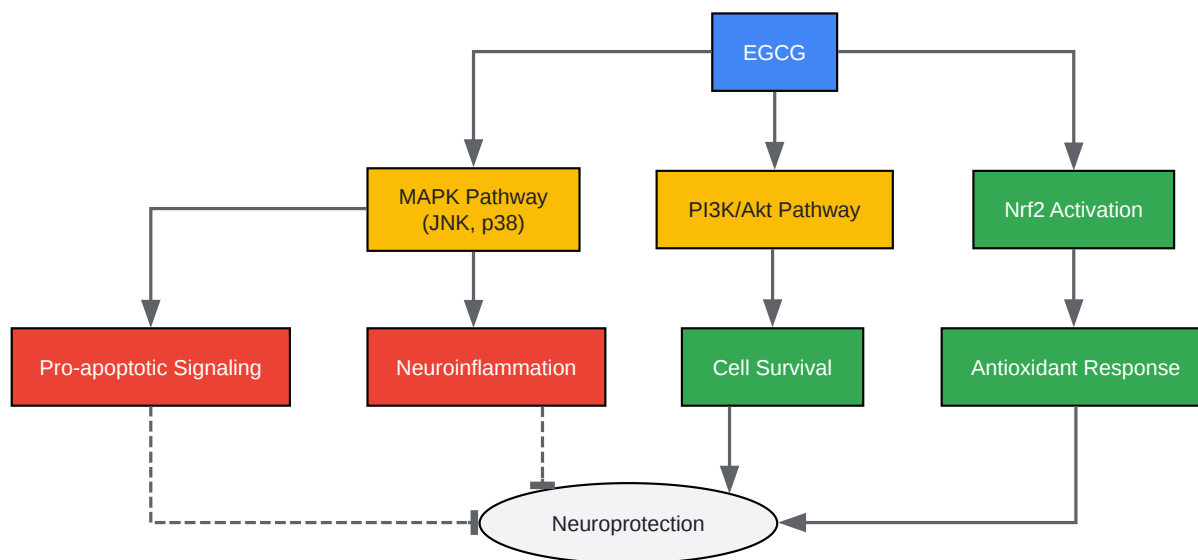 EGCG
MAPK Pathway
(JNK, p38)
PI3K/Akt Pathway
Nrf2 Activation
Pro-apoptotic Signaling
Neuroinflammation
Cell Survival
Antioxidant Response
Neuroprotection